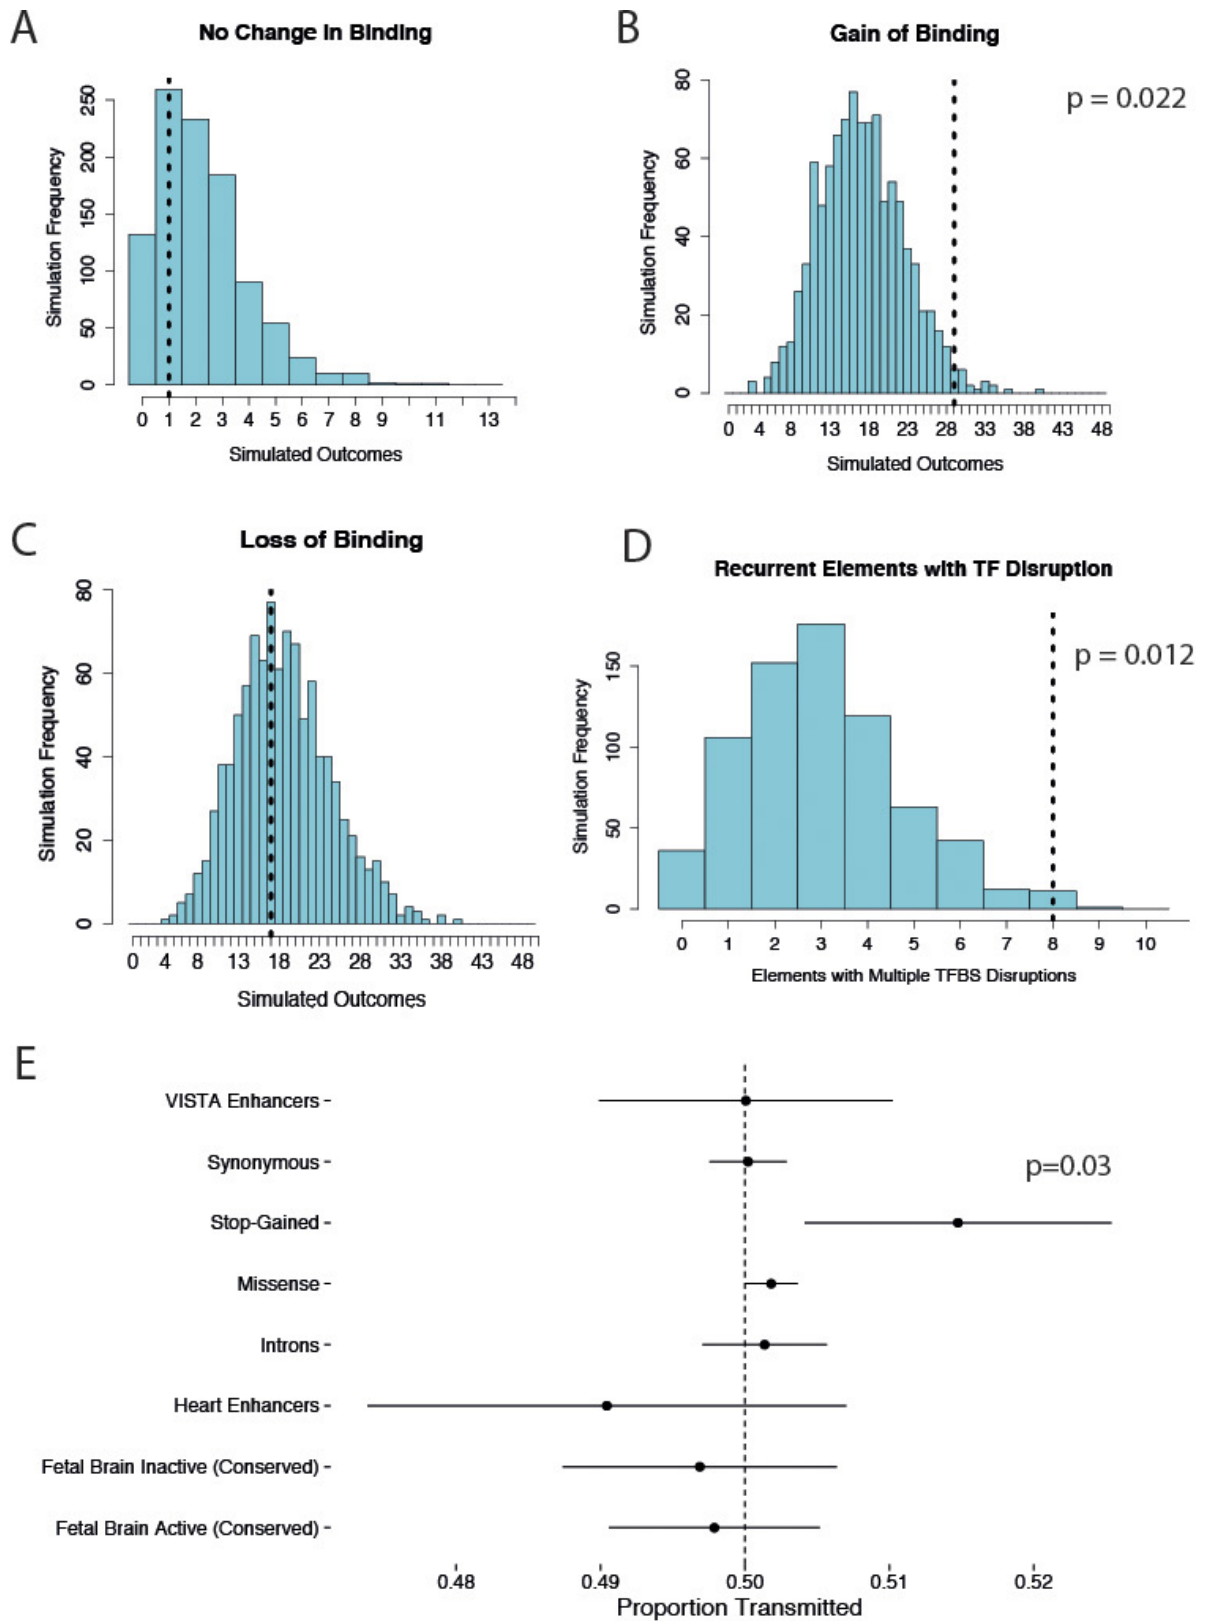 A
No Change in Binding
Simulation Frequency
250
200
150
100
50
0
0 1 2 3 4 5 6 7 8 9 11 13
Simulated Outcomes
B
Gain of Binding
p = 0.022
Simulation Frequency
80
60
40
20
0
0 4 8 13 18 23 28 33 38 43 48
Simulated Outcomes
C
Loss of Binding
Simulation Frequency
80
60
40
20
0
0 4 8 13 18 23 28 33 38 43 48
Simulated Outcomes
D
Recurrent Elements with TF Disruption
p = 0.012
Simulation Frequency
150
100
50
0
0 1 2 3 4 5 6 7 8 9 10
Elements with Multiple TFBS Disruptions
E
VISTA Enhancers
Synonymous
p=0.03
Stop-Gained
Missense
Introns
Heart Enhancers
Fetal Brain Inactive (Conserved)
Fetal Brain Active (Conserved)
0.48 0.49 0.50 0.51 0.52
Proportion Transmitted